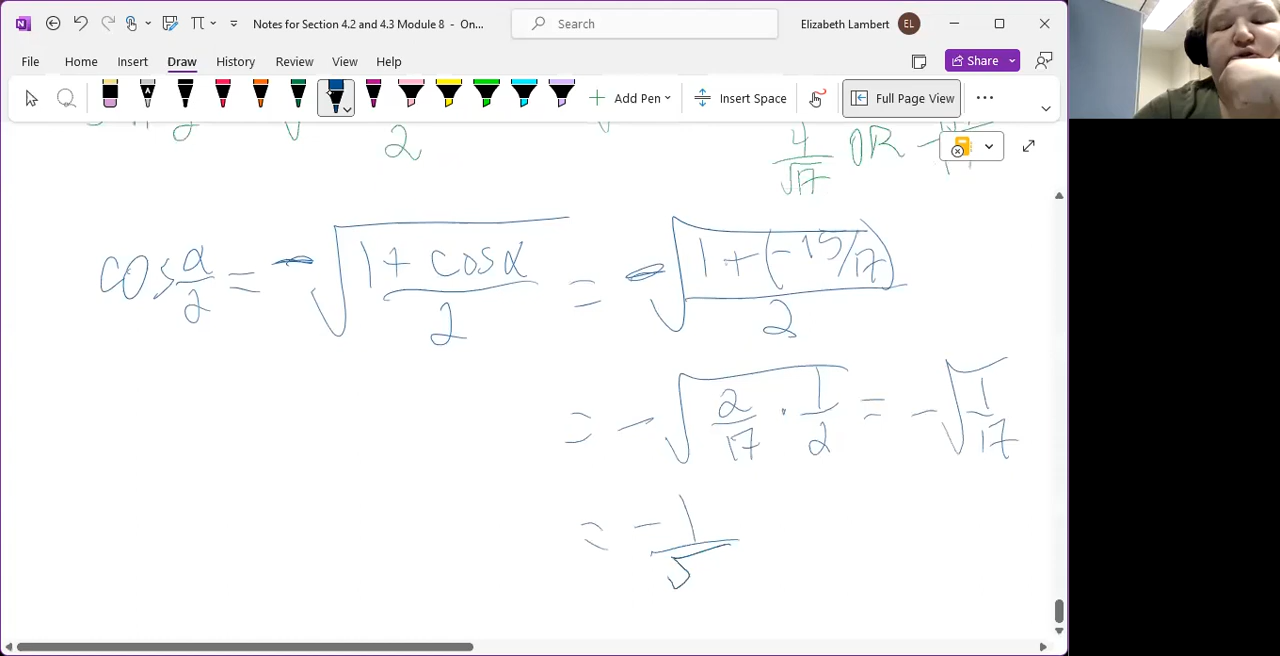 Notes for Section 4.2 and 4.3 Module 8 - On...
Search
Elizabeth Lambert
EL
File Home Insert Draw History Review View Help
Share
Add Pen
Insert Space
Full Page View
2
4/√17 OR
cos α/2 = -√((1 + cosα)/2) = -√((1 + (-15/17))/2)
= -√(2/17 · 1/2) = -√(1/17)
= -1/√